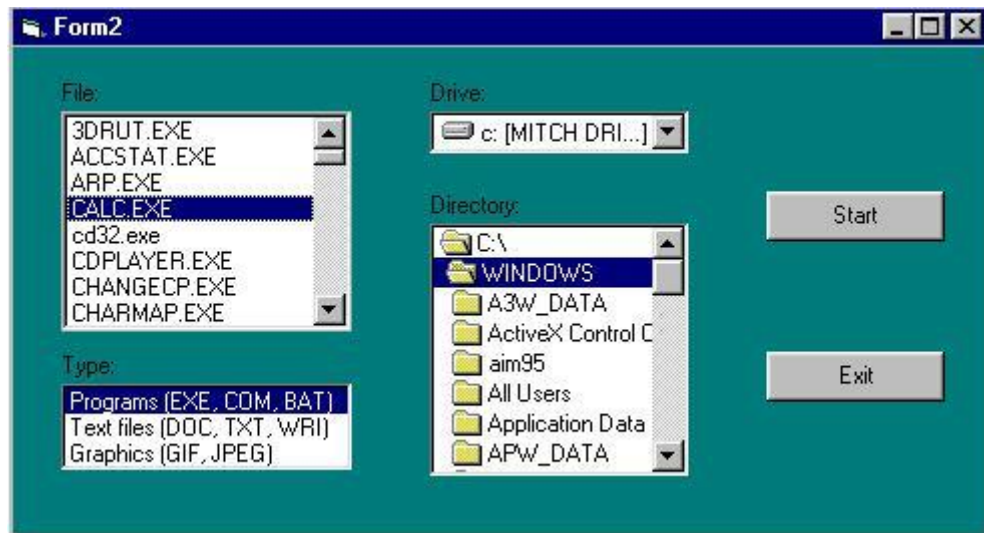 Form2
File:
3DRUT.EXE
ACCSTAT.EXE
ARP.EXE
CALC.EXE
cd32.exe
CDPLAYER.EXE
CHANGECP.EXE
CHARMAP.EXE
Type:
Programs (EXE, COM, BAT)
Text files (DOC, TXT, WRI)
Graphics (GIF, JPEG)
Drive:
c: [MITCH DRI...]
Directory:
C:\
WINDOWS
A3W_DATA
ActiveX Control C
aim95
All Users
Application Data
APW_DATA
Start
Exit